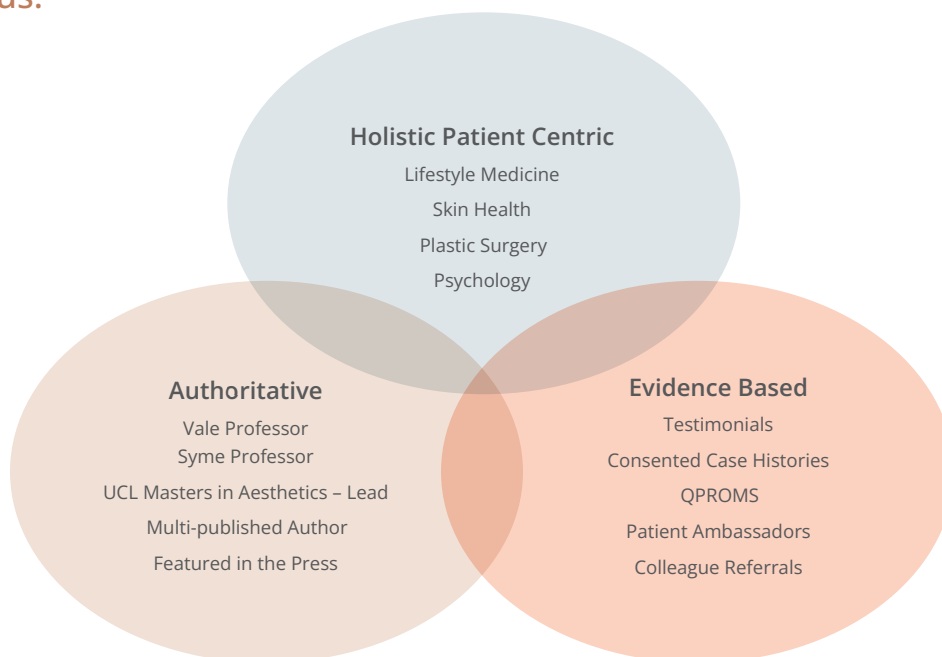 us.
Holistic Patient Centric
Lifestyle Medicine
Skin Health
Plastic Surgery
Psychology
Authoritative
Vale Professor
Syme Professor
UCL Masters in Aesthetics – Lead
Multi-published Author
Featured in the Press
Evidence Based
Testimonials
Consented Case Histories
QPROMS
Patient Ambassadors
Colleague Referrals